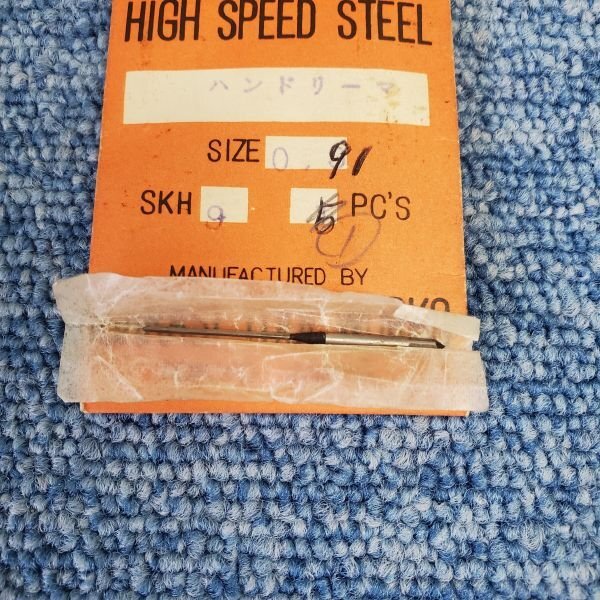 HIGH SPEED STEEL
ハンドリーマ
SIZE 0.91
SKH 9 5 PC'S
MANUFACTURED BY